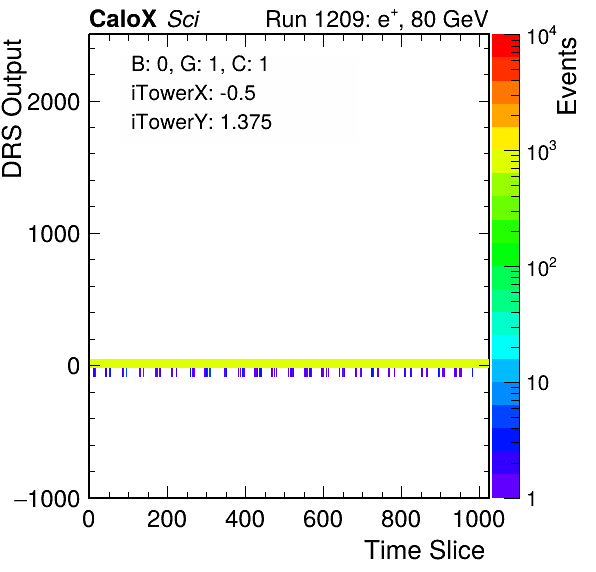 CaloX Sci Run 1209: e+, 80 GeV
B: 0, G: 1, C: 1
iTowerX: -0.5
iTowerY: 1.375
DRS Output
2000
1000
0
−1000
0 200 400 600 800 1000
Time Slice
Events
10^4
10^3
10^2
10
1